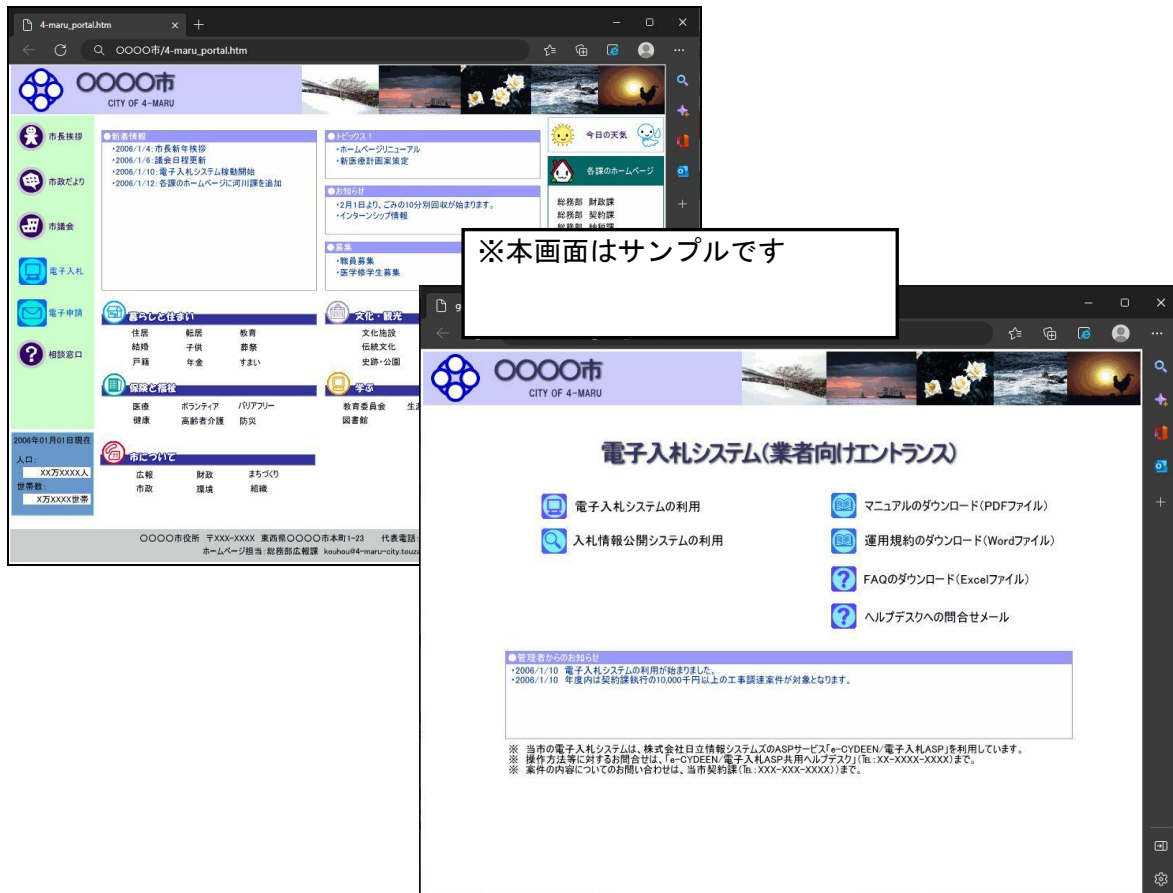 4-maru_portal.htm
〇〇〇〇市/4-maru_portal.htm
〇〇〇〇市
CITY OF 4-MARU
市長挨拶
市政だより
市議会
電子入札
電子申請
相談窓口
2006年01月01日現在
人口:
XX万XXXX人
世帯数:
X万XXXX世帯
●新着情報
・2006/1/4:市長新年挨拶
・2006/1/6:議会日程更新
・2006/1/10:電子入札システム稼動開始
・2006/1/12:各課のホームページに河川課を追加
●トピックス!
・ホームページリニューアル
・新医療計画案策定
●お知らせ
・2月1日より、ごみの10分別回収が始まります。
・インターンシップ情報
●募集
・職員募集
・医学修学生募集
今日の天気
各課のホームページ
総務部 財政課
総務部 契約課
総務部 納税課
暮らしと住まい
住居 転居 教育
結婚 子供 葬祭
戸籍 年金 すまい
文化・観光
文化施設
伝統文化
史跡・公園
保険と福祉
医療 ボランティア バリアフリー
健康 高齢者介護 防災
学ぶ
教育委員会
図書館
市について
広報 財政 まちづくり
市政 環境 組織
〇〇〇〇市役所 〒XXX-XXXX 東西県〇〇〇〇市本町1-23 代表電話:
ホームページ担当:総務部広報課 kouhou@4-maru-city.touza
※本画面はサンプルです
〇〇〇〇市
CITY OF 4-MARU
電子入札システム(業者向けエントランス)
電子入札システムの利用
入札情報公開システムの利用
マニュアルのダウンロード(PDFファイル)
運用規約のダウンロード(Wordファイル)
FAQのダウンロード(Excelファイル)
ヘルプデスクへの問合せメール
●管理者からのお知らせ
・2006/1/10 電子入札システムの利用が始まりました。
・2006/1/10 年度内は契約課執行の10,000千円以上の工事調達案件が対象となります。
※ 当市の電子入札システムは、株式会社日立情報システムズのASPサービス「e-CYDEEN/電子入札ASP」を利用しています。
※ 操作方法等に対するお問合せは、「e-CYDEEN/電子入札ASP共用ヘルプデスク」(℡:XX-XXXX-XXXX)まで。
※ 案件の内容についてのお問い合わせは、当市契約課(℡:XXX-XXX-XXXX))まで。